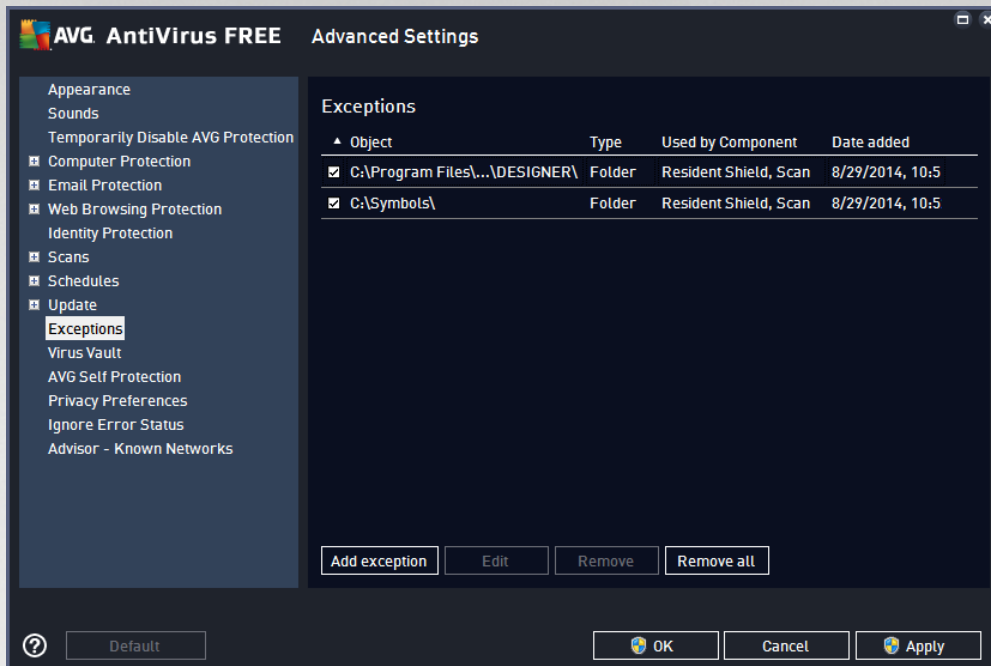 AVG AntiVirus FREE Advanced Settings
Appearance
Sounds
Temporarily Disable AVG Protection
Computer Protection
Email Protection
Web Browsing Protection
Identity Protection
Scans
Schedules
Update
Exceptions
Virus Vault
AVG Self Protection
Privacy Preferences
Ignore Error Status
Advisor - Known Networks
Exceptions
Object Type Used by Component Date added
C:\Program Files\...\DESIGNER\ Folder Resident Shield, Scan 8/29/2014, 10:5
C:\Symbols\ Folder Resident Shield, Scan 8/29/2014, 10:5
Add exception Edit Remove Remove all
? Default OK Cancel Apply